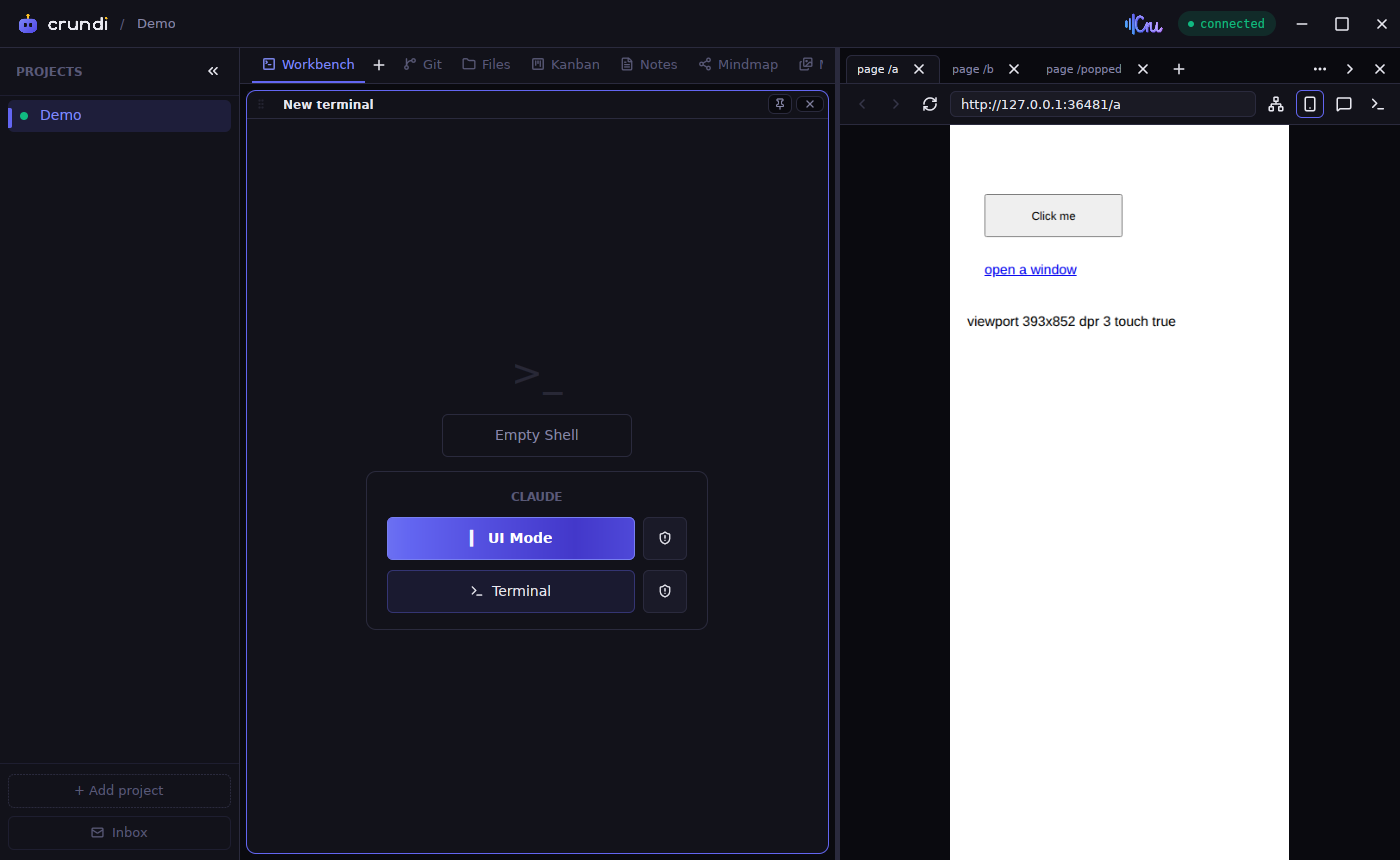 crundi / Demo
Cru
connected
PROJECTS
Demo
+ Add project
Inbox
Workbench
Git
Files
Kanban
Notes
Mindmap
New terminal
>_
Empty Shell
CLAUDE
UI Mode
Terminal
page /a
page /b
page /popped
http://127.0.0.1:36481/a
Click me
open a window
viewport 393x852 dpr 3 touch true